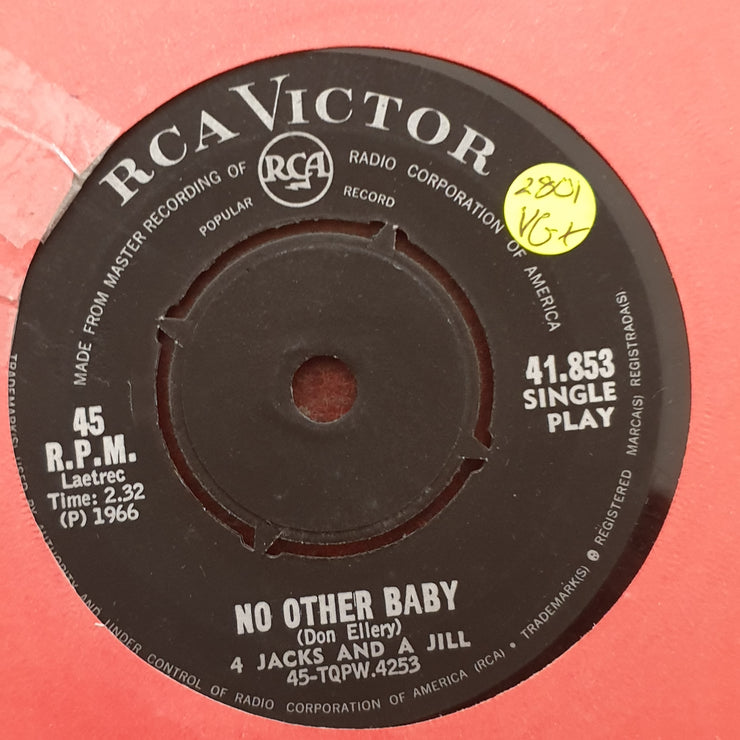 RCA VICTOR
MADE FROM MASTER RECORDING OF RADIO CORPORATION OF AMERICA
RCA
POPULAR RECORD
2801
VG+
45
R.P.M.
Laetrec
Time: 2.32
(P) 1966
41.853
SINGLE
PLAY
NO OTHER BABY
(Don Ellery)
4 JACKS AND A JILL
45-TQPW.4253
TRADEMARK(S) USED BY AUTHORITY AND UNDER CONTROL OF RADIO CORPORATION OF AMERICA (RCA) • TRADEMARK(S) ® REGISTERED MARCA(S) REGISTRADA(S)